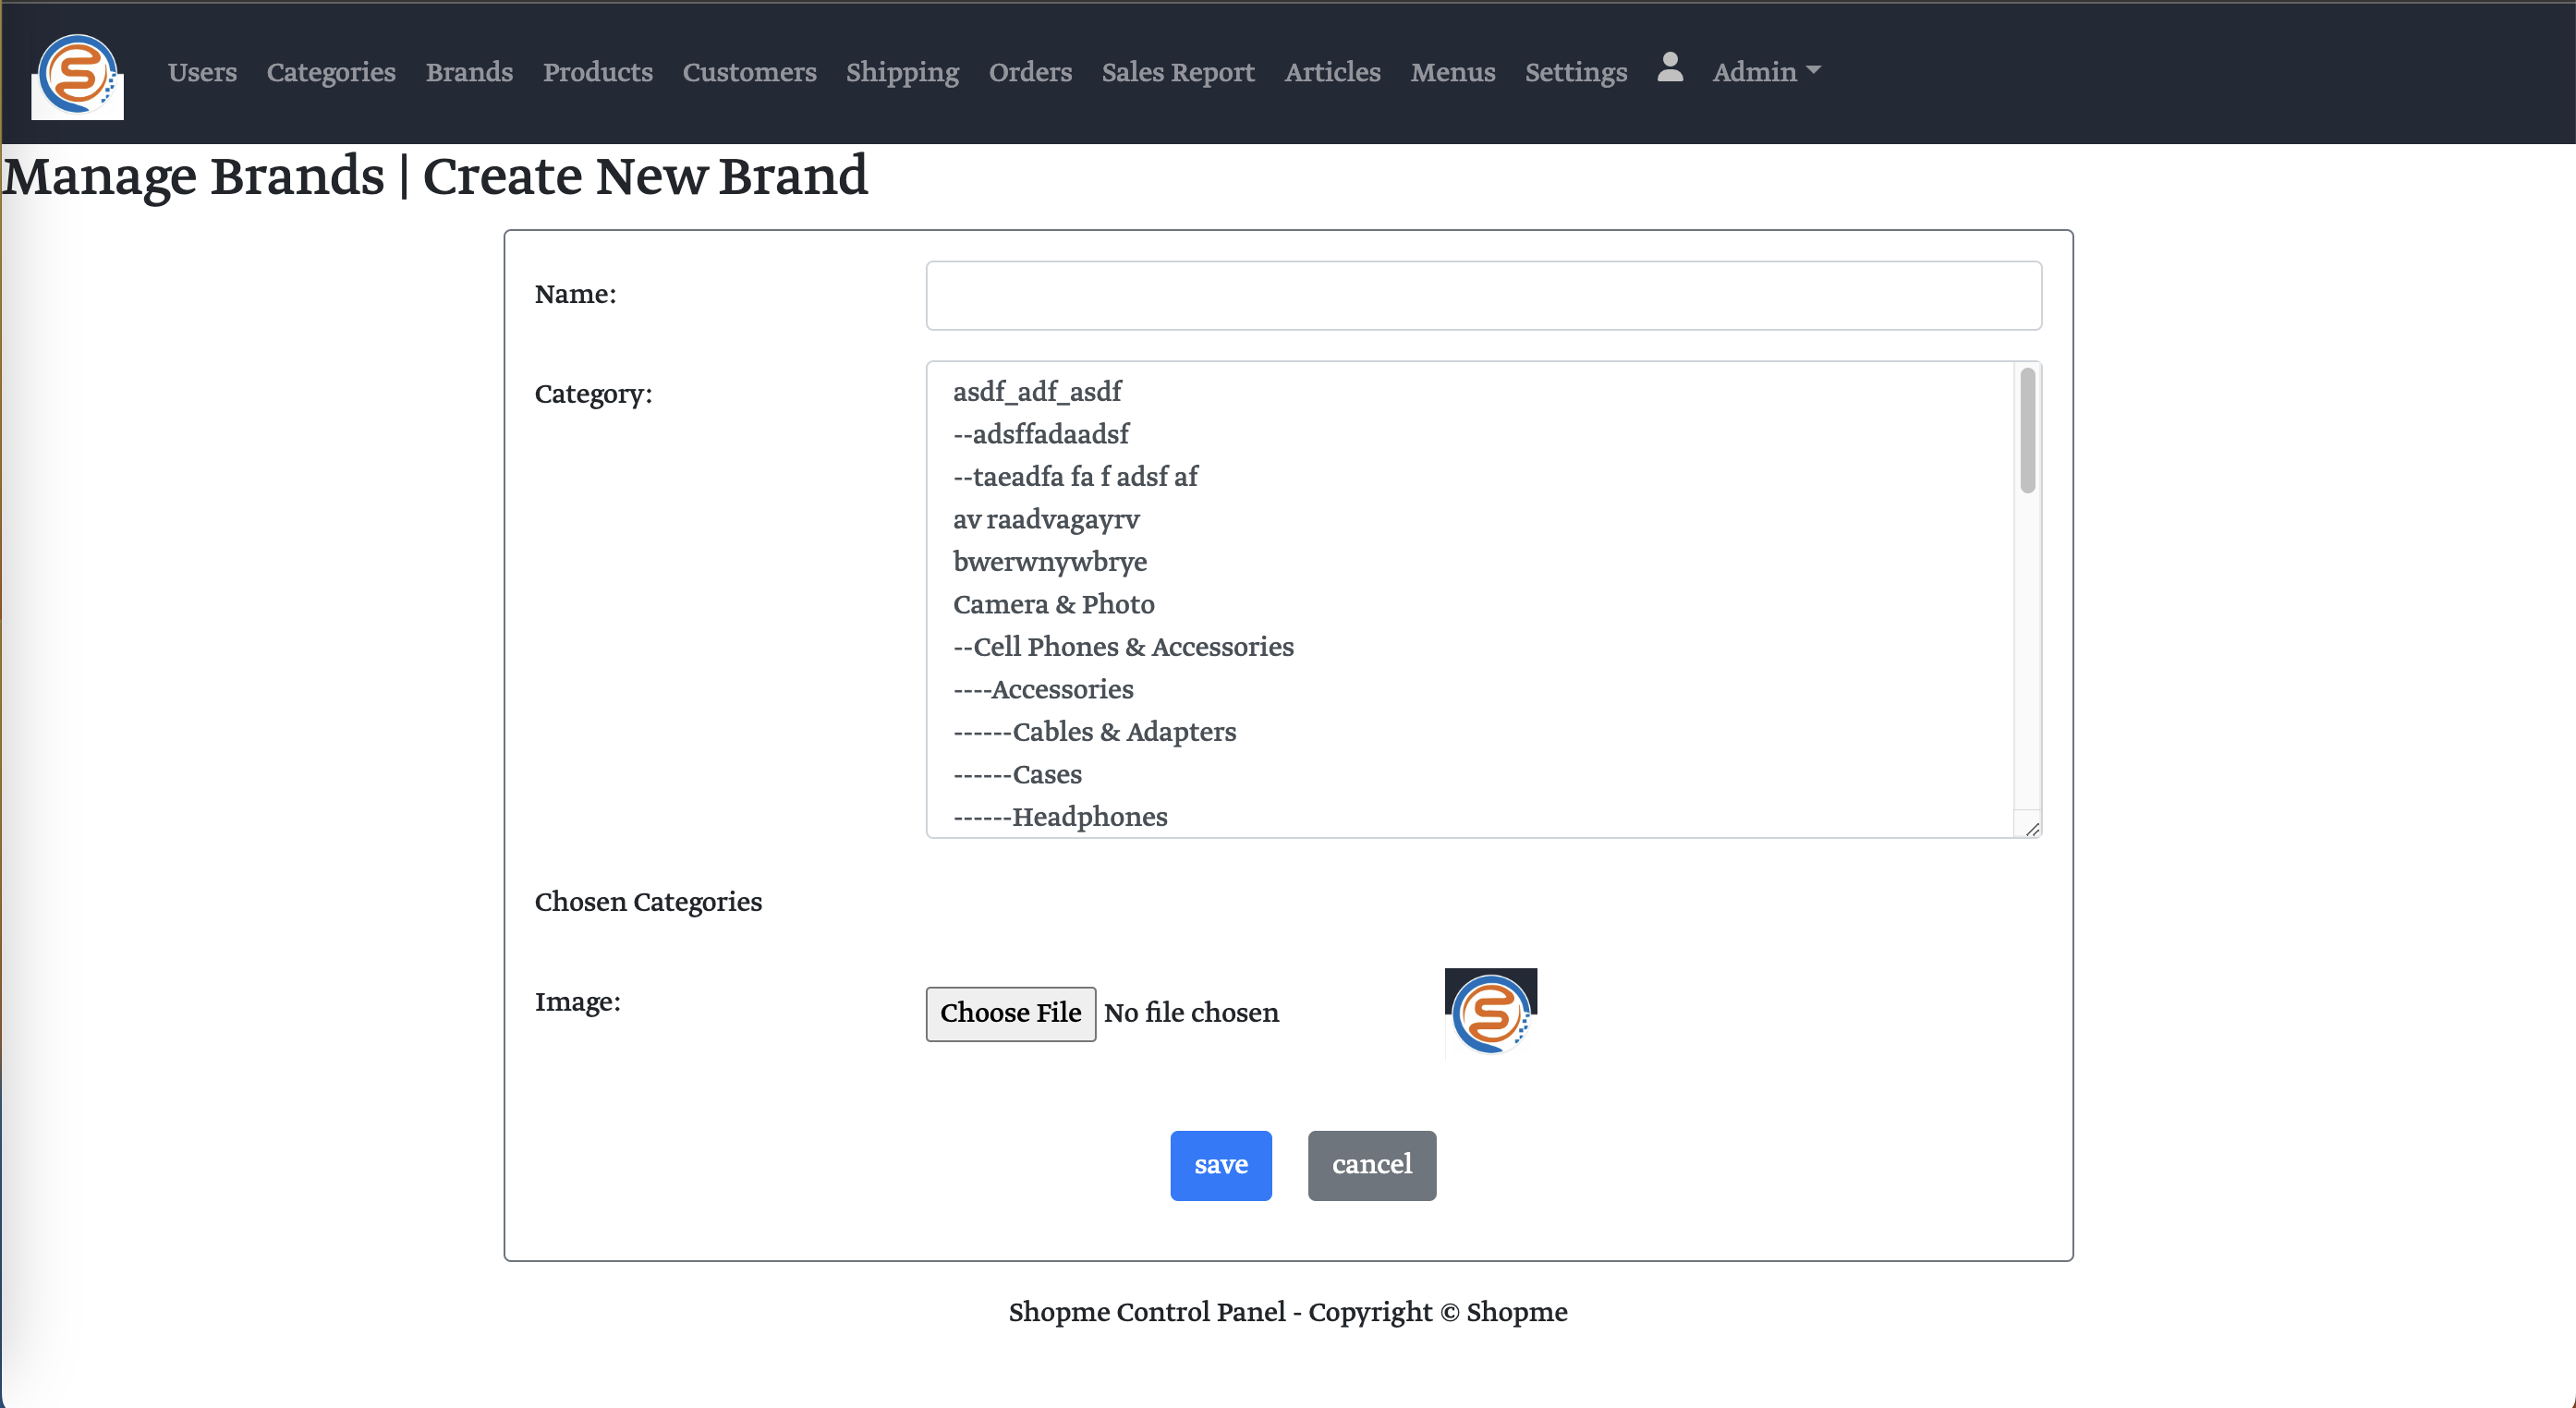 Users Categories Brands Products Customers Shipping Orders Sales Report Articles Menus Settings Admin
Manage Brands | Create New Brand
Name:
Category:
asdf_adf_asdf
--adsffadaadsf
--taeadfa fa f adsf af
av raadvagayrv
bwerwnywbrye
Camera & Photo
--Cell Phones & Accessories
----Accessories
------Cables & Adapters
------Cases
------Headphones
Chosen Categories
Image:
Choose File No file chosen
save cancel
Shopme Control Panel - Copyright © Shopme